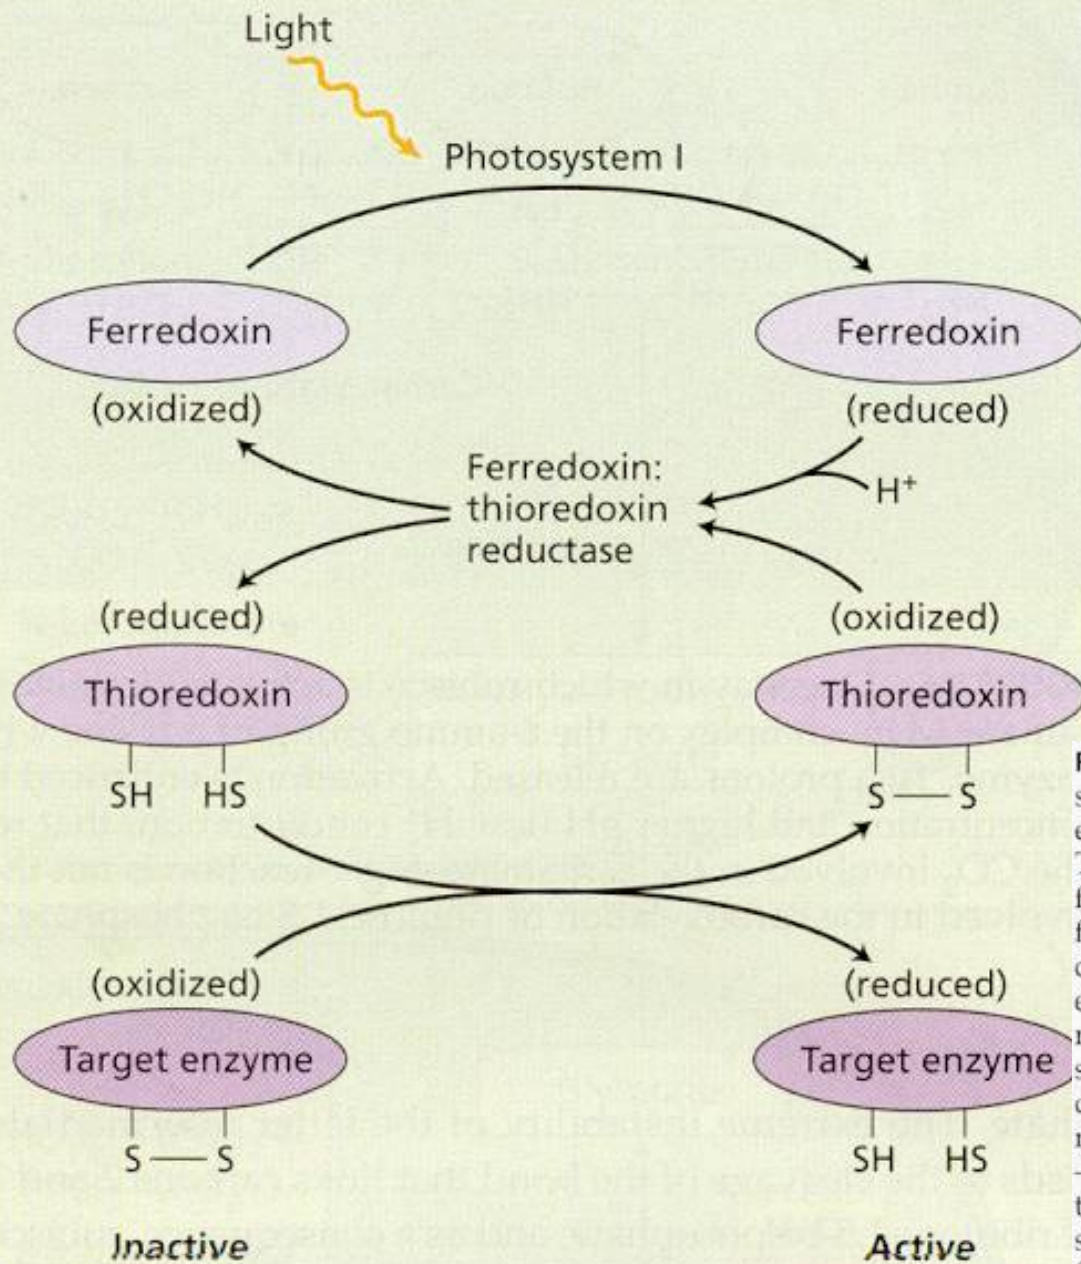 Light
Photosystem I
Ferredoxin
Ferredoxin
(oxidized)
(reduced)
Ferredoxin:
thioredoxin
reductase
H⁺
(reduced)
(oxidized)
Thioredoxin
Thioredoxin
SH HS
S — S
(oxidized)
(reduced)
Target enzyme
Target enzyme
S — S
SH HS
Inactive
Active